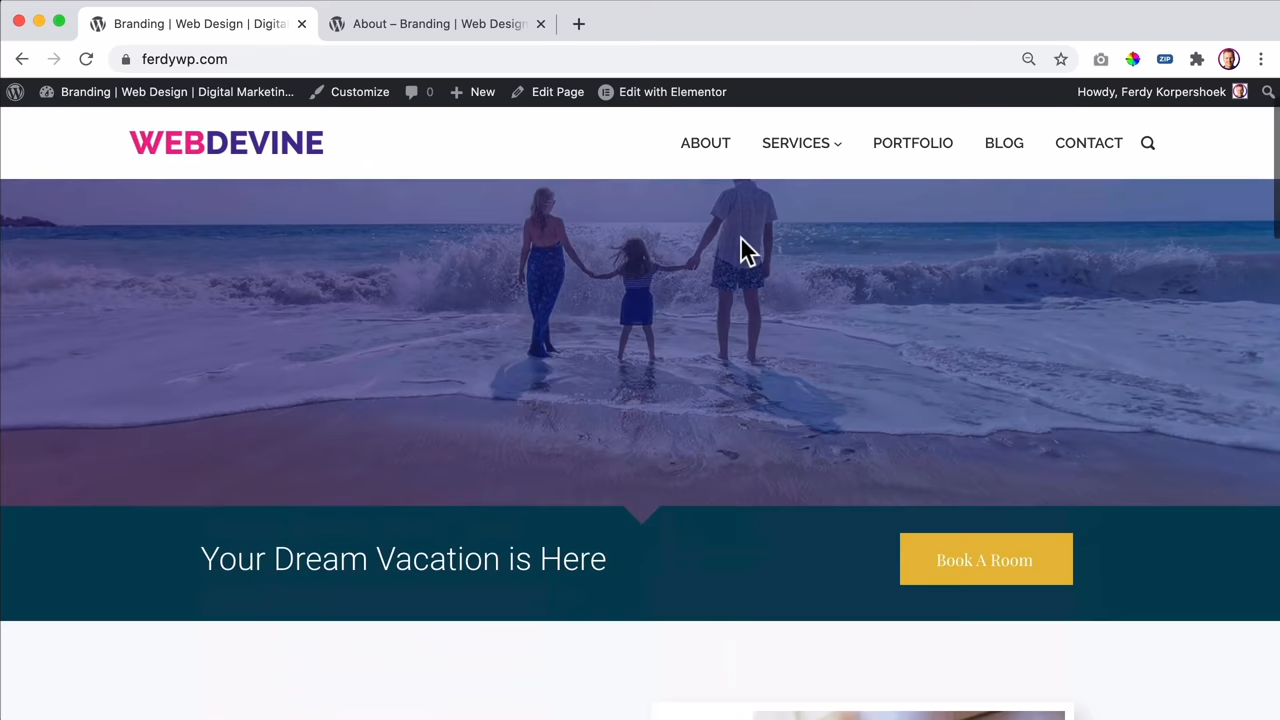 Branding | Web Design | Digita
About – Branding | Web Design
ferdywp.com
ZIP
Branding | Web Design | Digital Marketin... Customize 0 New Edit Page Edit with Elementor Howdy, Ferdy Korpershoek
WEBDEVINE
ABOUT SERVICES PORTFOLIO BLOG CONTACT
Your Dream Vacation is Here
Book A Room